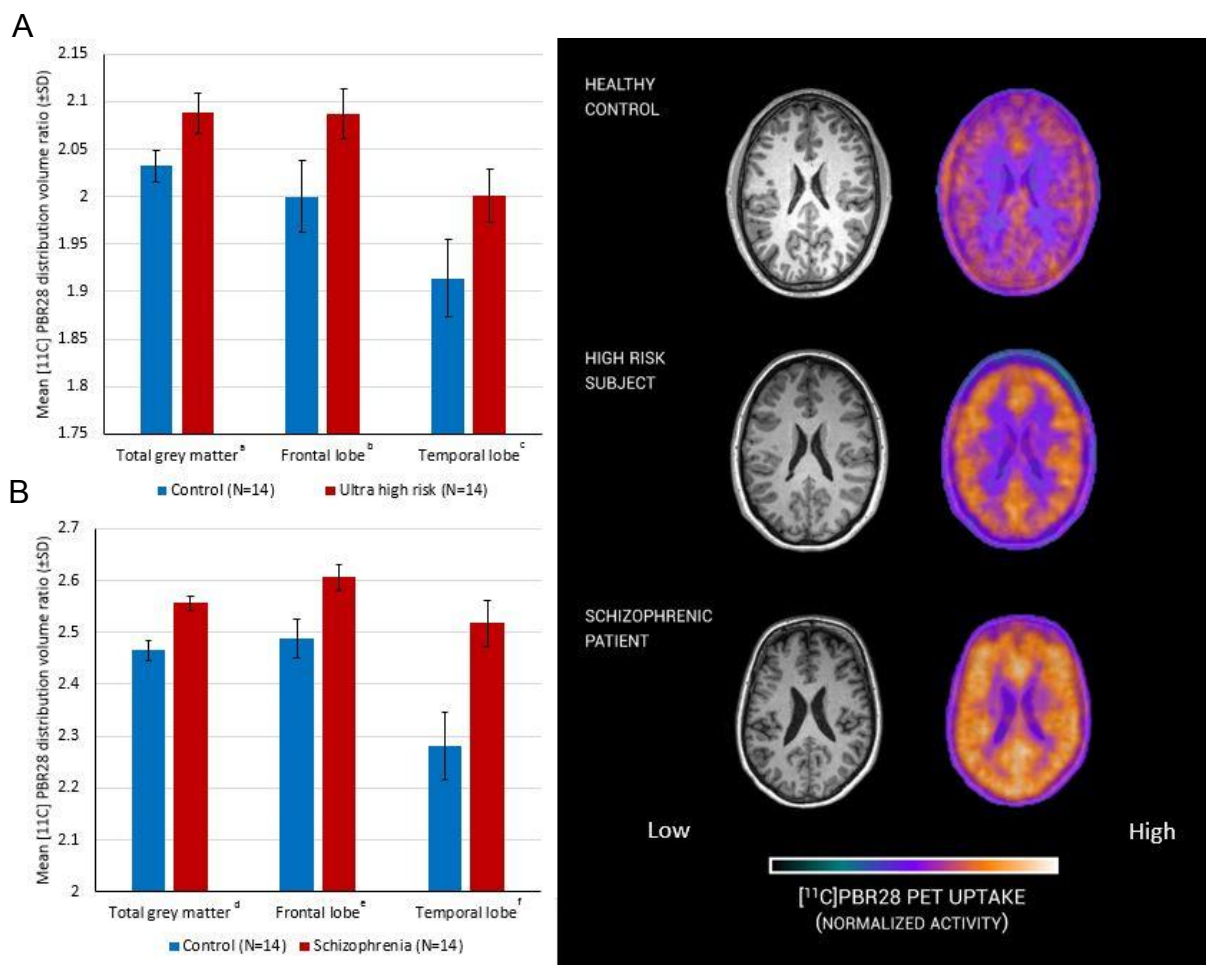 A
Mean [11C] PBR28 distribution volume ratio (±SD)
2.15
2.1
2.05
2
1.95
1.9
1.85
1.8
1.75
Total grey matter a
Frontal lobe b
Temporal lobe c
Control (N=14)
Ultra high risk (N=14)
B
Mean [11C] PBR28 distribution volume ratio (±SD)
2.7
2.6
2.5
2.4
2.3
2.2
2.1
2
Total grey matter d
Frontal lobe e
Temporal lobe f
Control (N=14)
Schizophrenia (N=14)
HEALTHY
CONTROL
HIGH RISK
SUBJECT
SCHIZOPHRENIC
PATIENT
Low
High
[¹¹C]PBR28 PET UPTAKE
(NORMALIZED ACTIVITY)